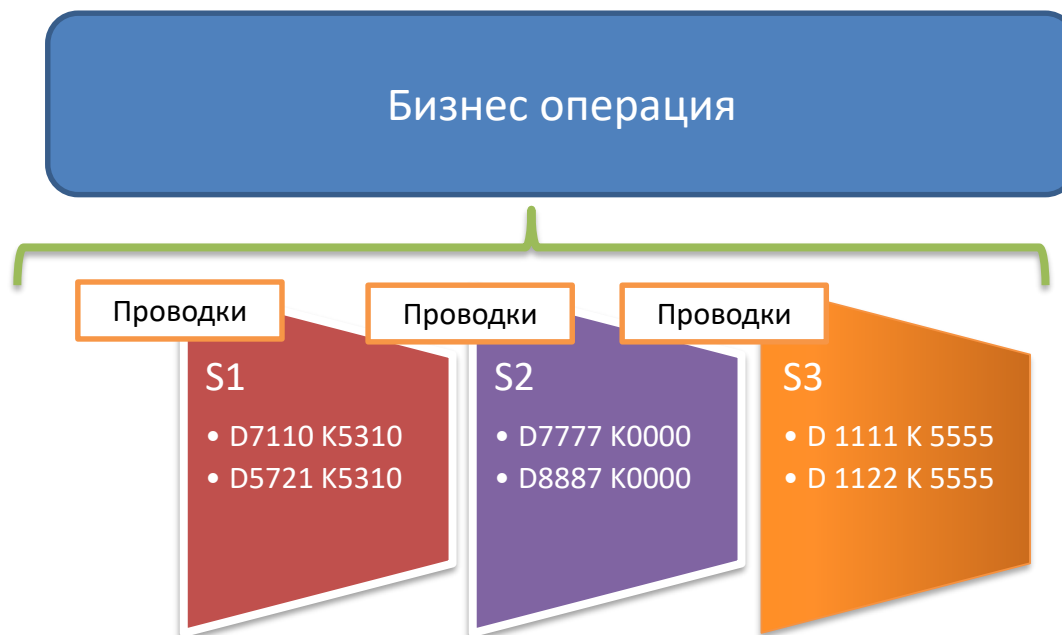 Бизнес операция
Проводки
S1
• D7110 K5310
• D5721 K5310
Проводки
S2
• D7777 K0000
• D8887 K0000
Проводки
S3
• D 1111 K 5555
• D 1122 K 5555